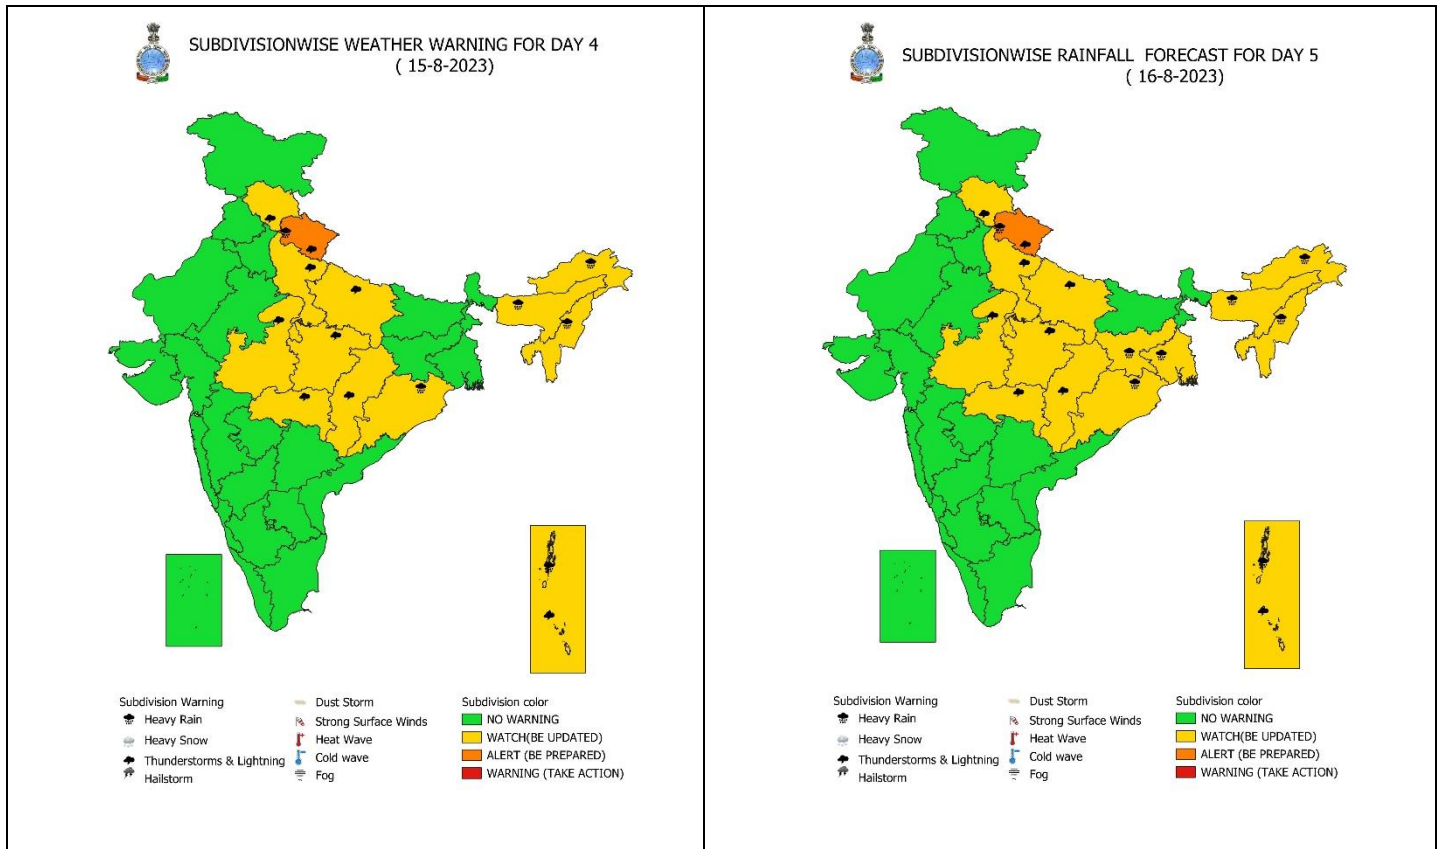 SUBDIVISIONWISE WEATHER WARNING FOR DAY 4
( 15-8-2023)
Subdivision Warning
Heavy Rain
Heavy Snow
Thunderstorms & Lightning
Hailstorm
Dust Storm
Strong Surface Winds
Heat Wave
Cold wave
Fog
Subdivision color
NO WARNING
WATCH(BE UPDATED)
ALERT (BE PREPARED)
WARNING (TAKE ACTION)
SUBDIVISIONWISE RAINFALL FORECAST FOR DAY 5
( 16-8-2023)
Subdivision Warning
Heavy Rain
Heavy Snow
Thunderstorms & Lightning
Hailstorm
Dust Storm
Strong Surface Winds
Heat Wave
Cold wave
Fog
Subdivision color
NO WARNING
WATCH(BE UPDATED)
ALERT (BE PREPARED)
WARNING (TAKE ACTION)